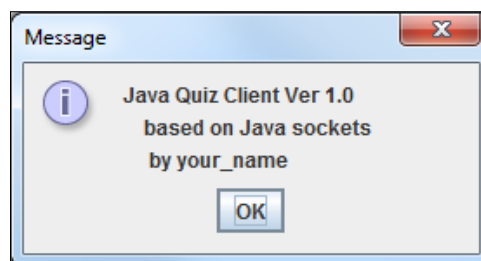 Message
Java Quiz Client Ver 1.0
based on Java sockets
by your_name
OK